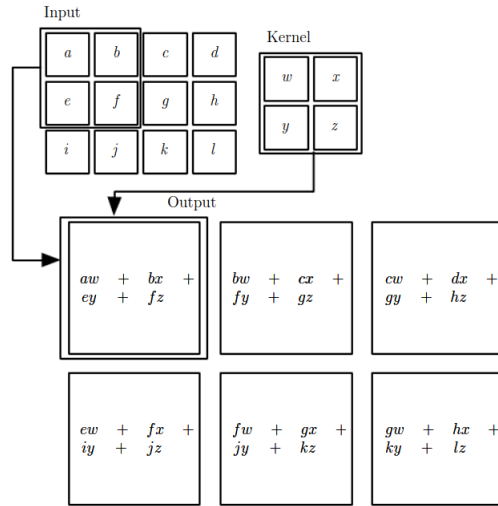 Input
a b c d
e f g h
i j k l
Kernel
w x
y z
Output
aw + bx +
ey + fz
bw + cx +
fy + gz
cw + dx +
gy + hz
ew + fx +
iy + jz
fw + gx +
jy + kz
gw + hx +
ky + lz